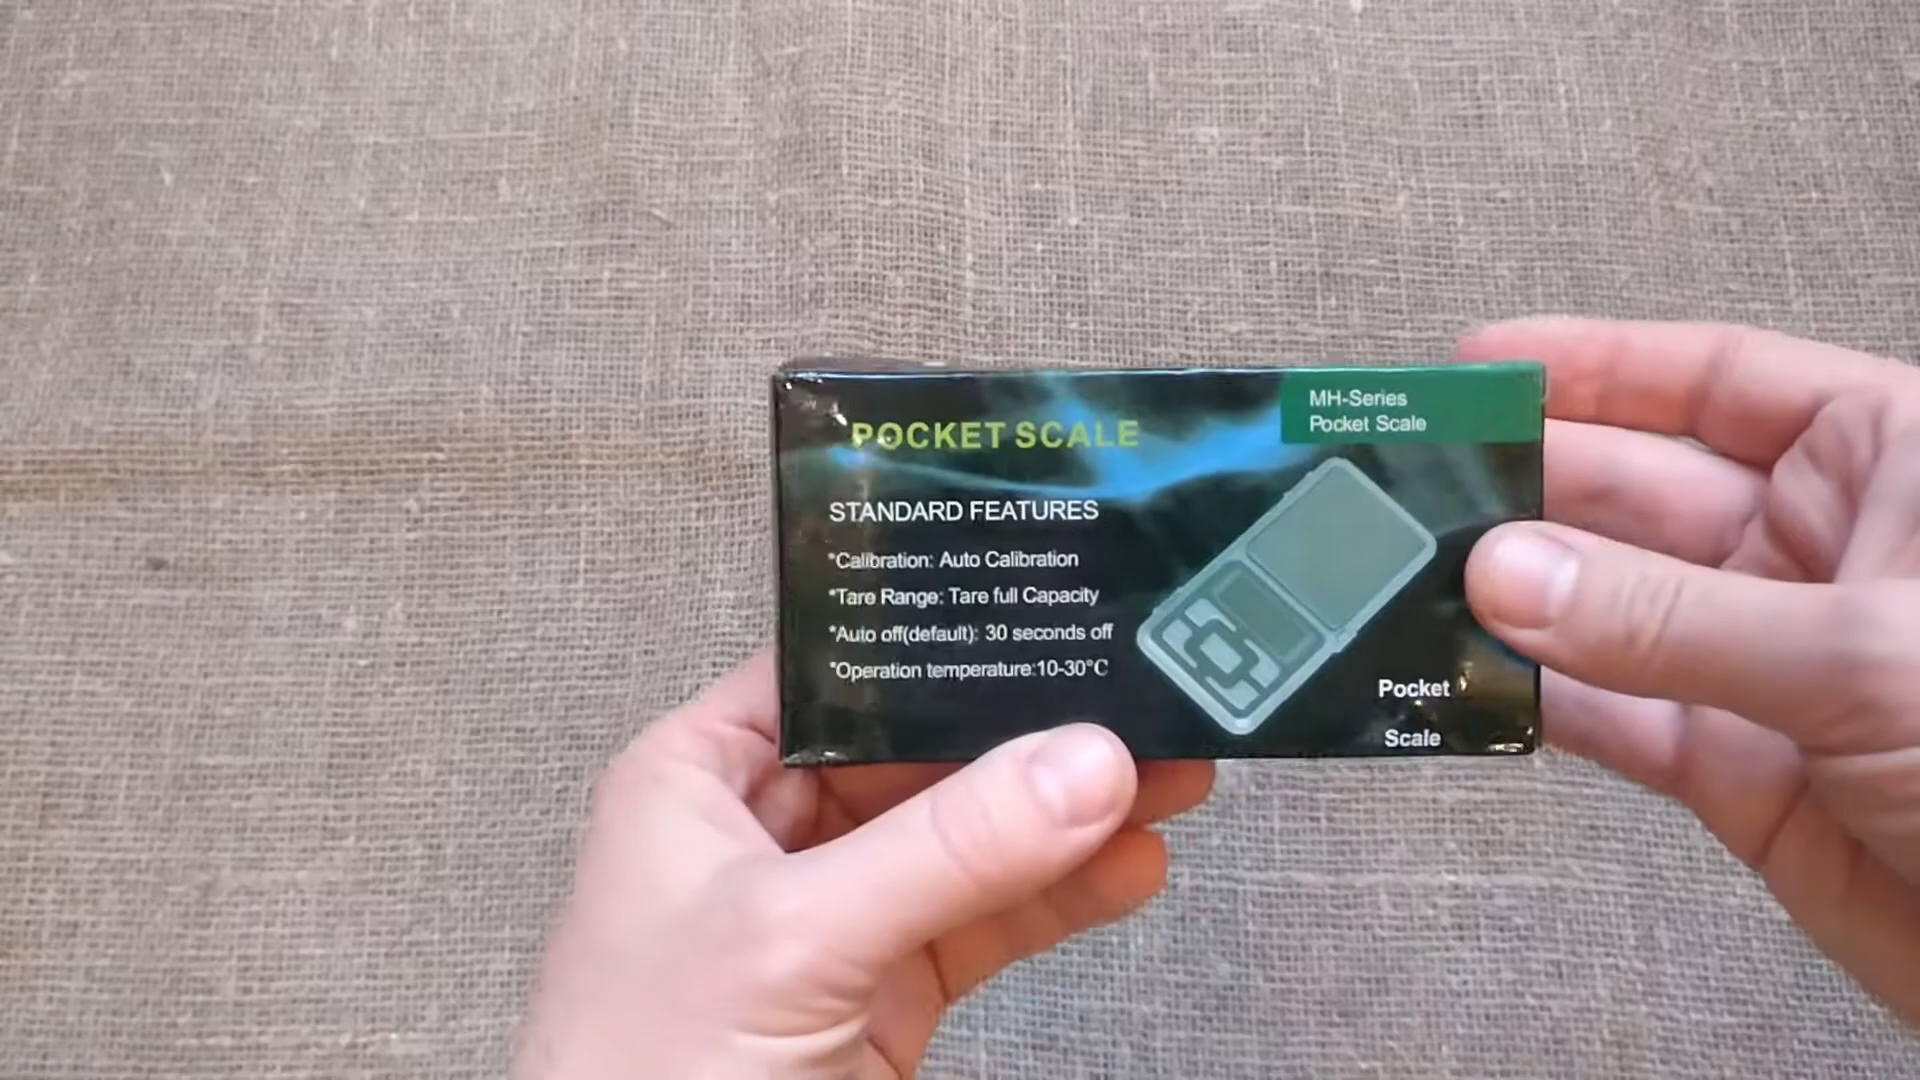 POCKET SCALE
MH-Series
Pocket Scale
STANDARD FEATURES
*Calibration: Auto Calibration
*Tare Range: Tare full Capacity
*Auto off(default): 30 seconds off
*Operation temperature:10-30°C
Pocket
Scale